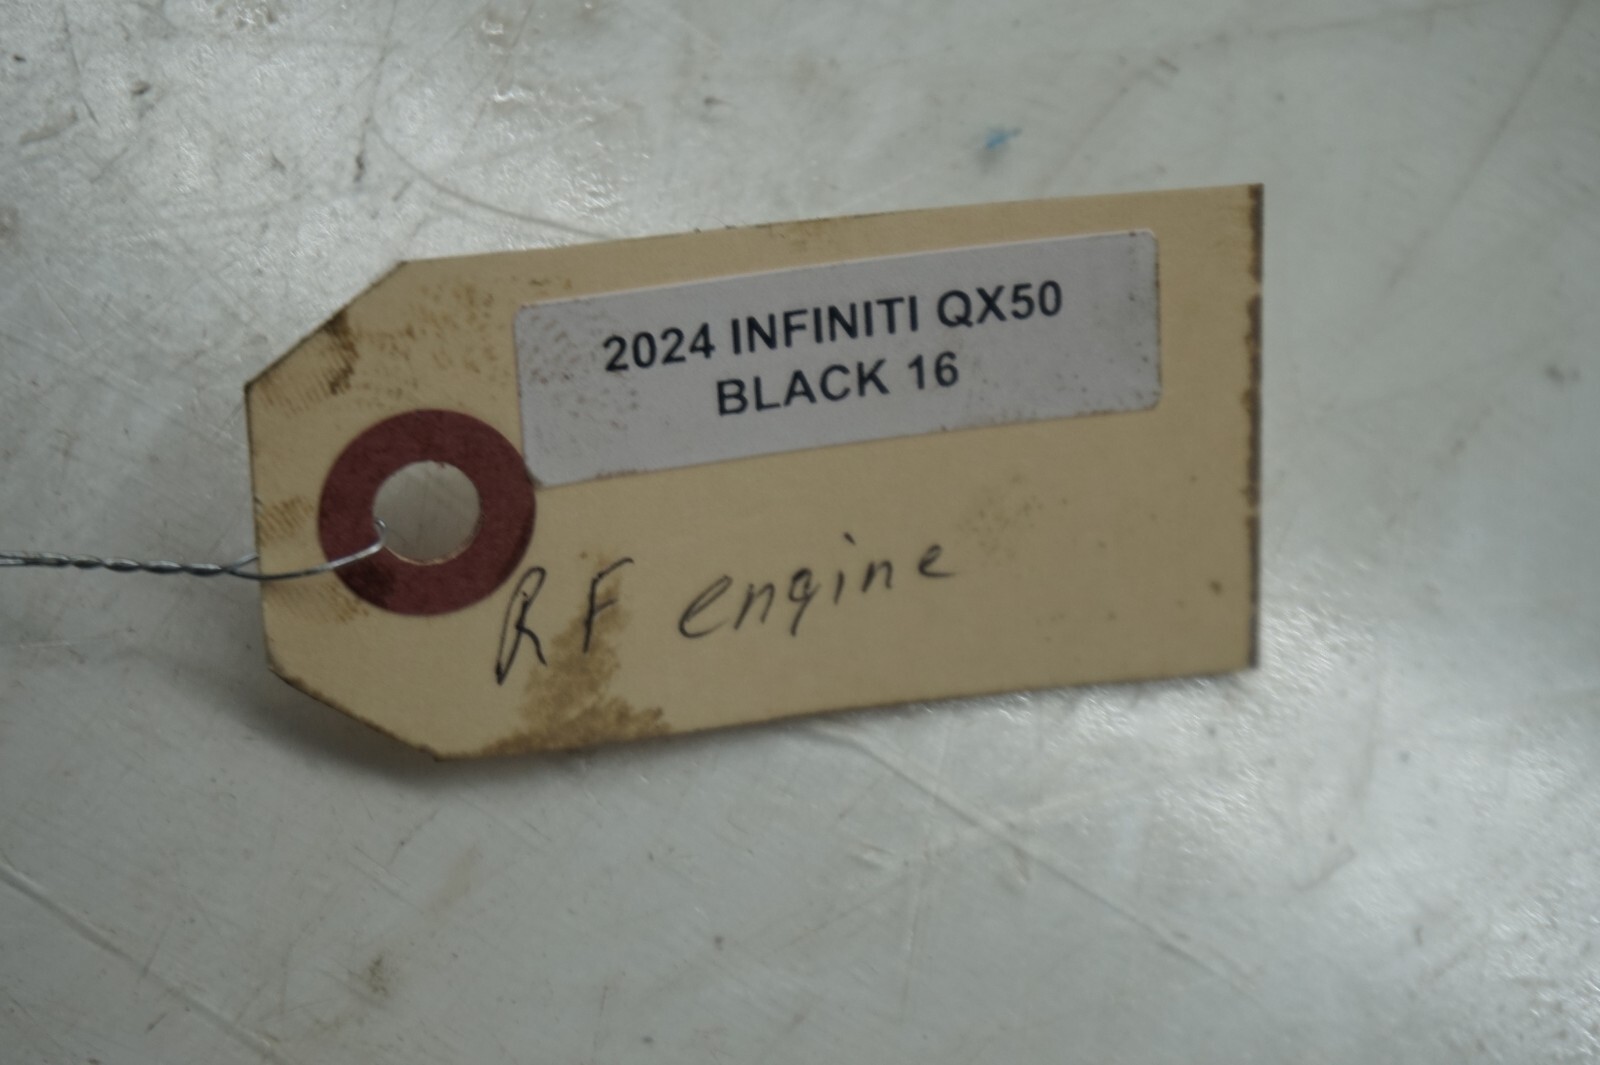 2024 INFINITI QX50
BLACK 16
RF engine